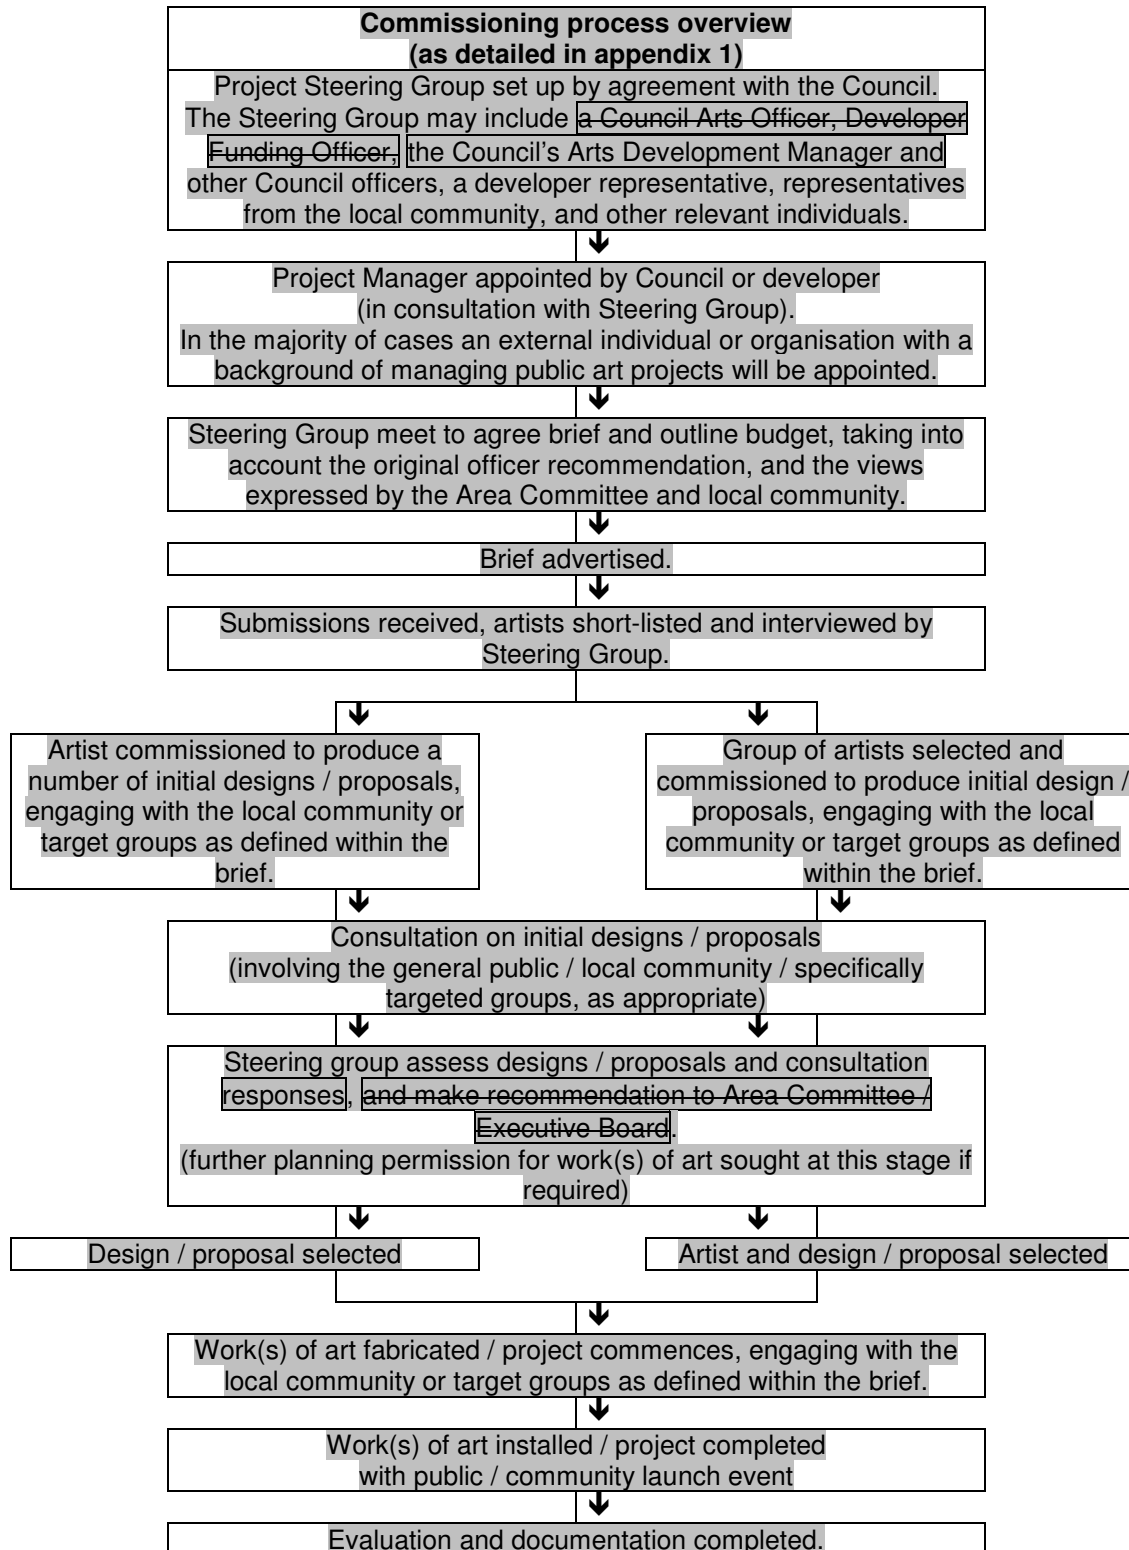 Commissioning process overview
(as detailed in appendix 1)
Project Steering Group set up by agreement with the Council.
The Steering Group may include a Council Arts Officer, Developer
Funding Officer, the Council's Arts Development Manager and
other Council officers, a developer representative, representatives
from the local community, and other relevant individuals.
Project Manager appointed by Council or developer
(in consultation with Steering Group).
In the majority of cases an external individual or organisation with a
background of managing public art projects will be appointed.
Steering Group meet to agree brief and outline budget, taking into
account the original officer recommendation, and the views
expressed by the Area Committee and local community.
Brief advertised.
Submissions received, artists short-listed and interviewed by
Steering Group.
Artist commissioned to produce a
number of initial designs / proposals,
engaging with the local community or
target groups as defined within the
brief.
Group of artists selected and
commissioned to produce initial design /
proposals, engaging with the local
community or target groups as defined
within the brief.
Consultation on initial designs / proposals
(involving the general public / local community / specifically
targeted groups, as appropriate)
Steering group assess designs / proposals and consultation
responses, and make recommendation to Area Committee /
Executive Board.
(further planning permission for work(s) of art sought at this stage if
required)
Design / proposal selected
Artist and design / proposal selected
Work(s) of art fabricated / project commences, engaging with the
local community or target groups as defined within the brief.
Work(s) of art installed / project completed
with public / community launch event
Evaluation and documentation completed.